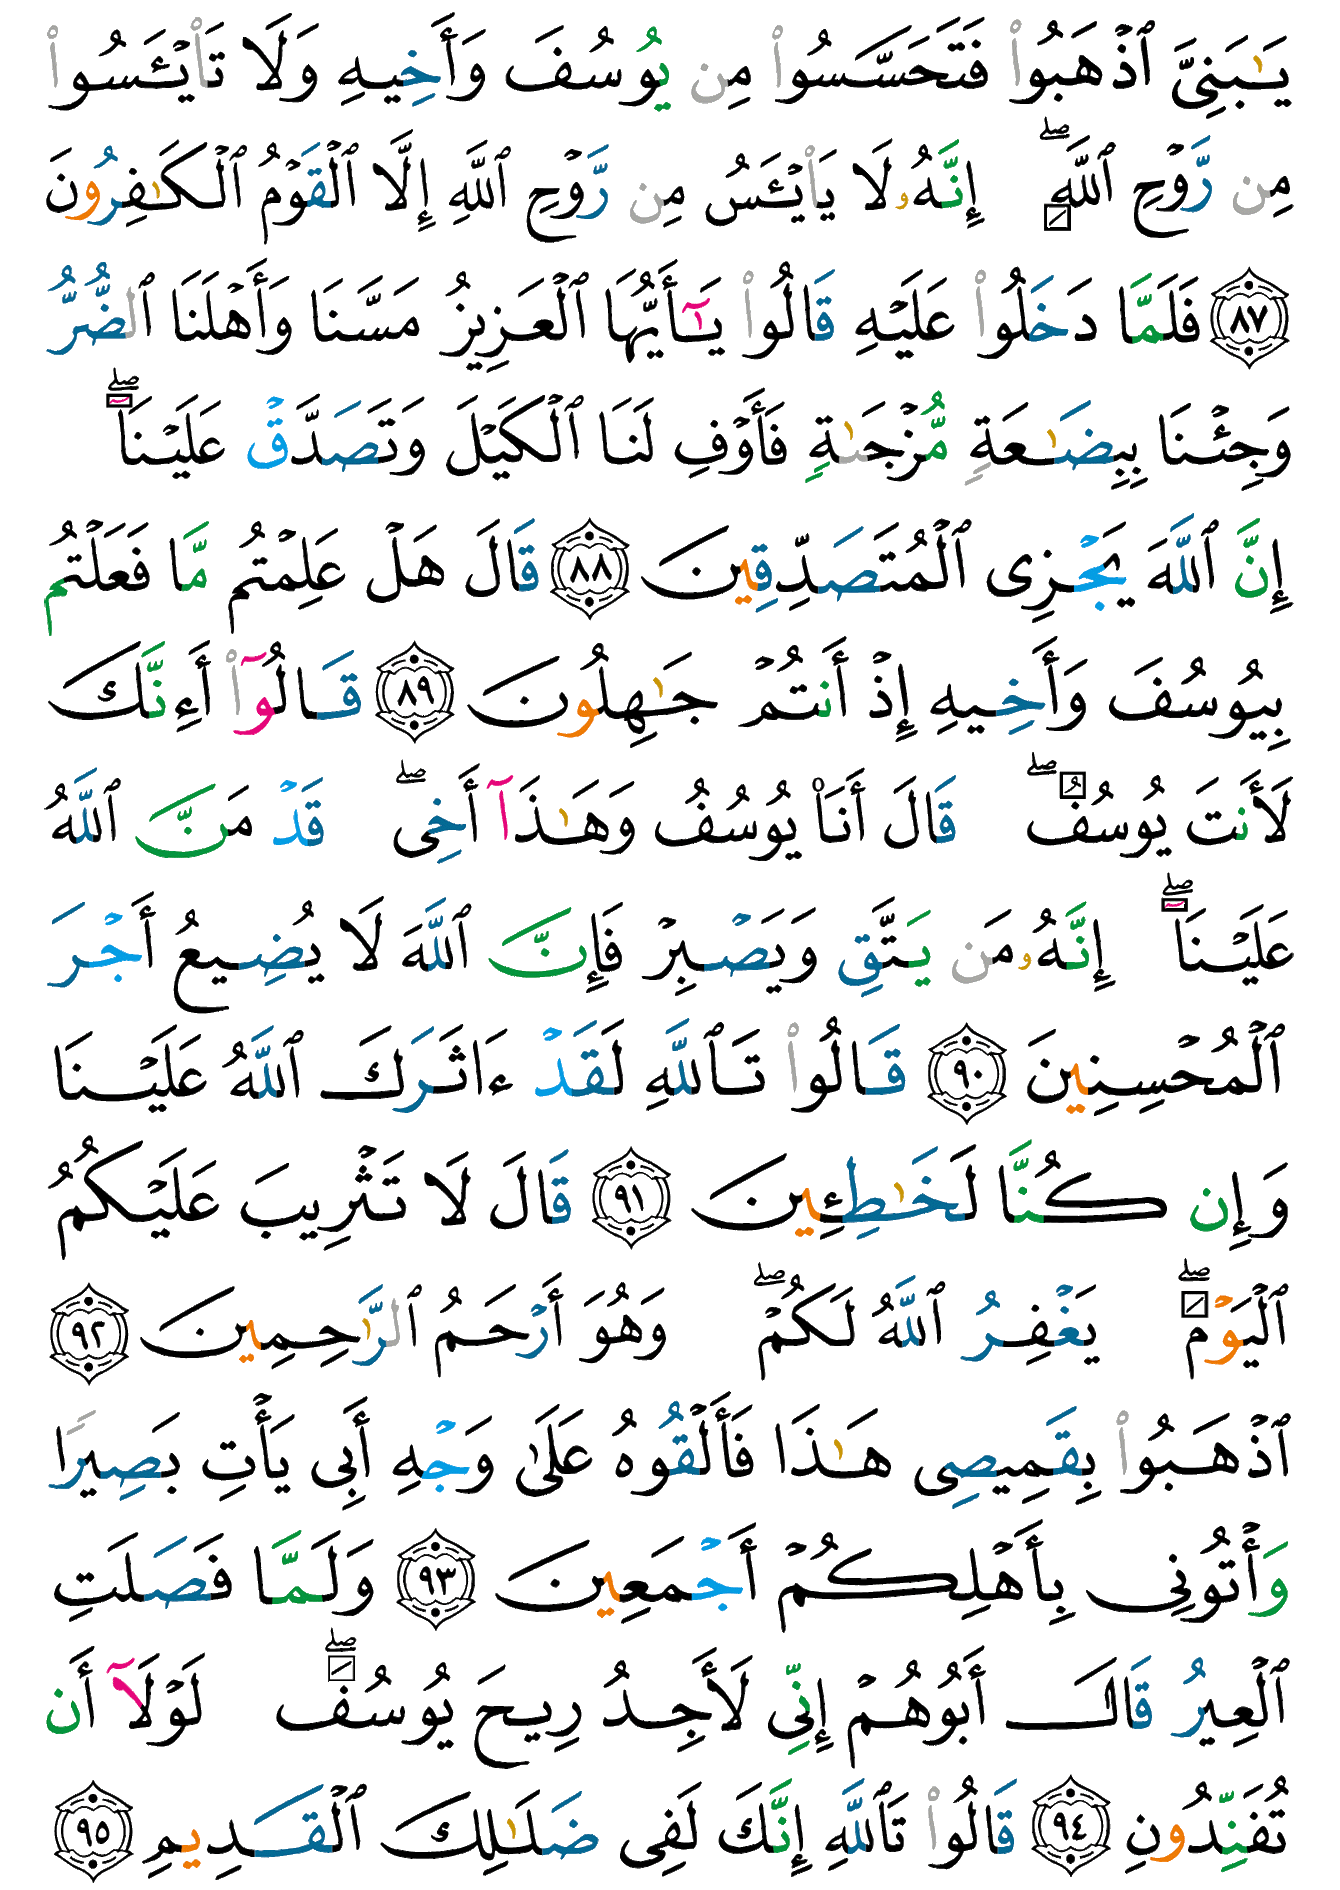 يَـٰبَنِىَّ ٱذْهَبُوا۟ فَتَحَسَّسُوا۟ مِن يُوسُفَ وَأَخِيهِ وَلَا تَا۟يْـَٔسُوا۟
مِن رَّوْحِ ٱللَّهِ ۖ إِنَّهُۥ لَا يَا۟يْـَٔسُ مِن رَّوْحِ ٱللَّهِ إِلَّا ٱلْقَوْمُ ٱلْكَـٰفِرُونَ
٨٧ فَلَمَّا دَخَلُوا۟ عَلَيْهِ قَالُوا۟ يَـٰٓأَيُّهَا ٱلْعَزِيزُ مَسَّنَا وَأَهْلَنَا ٱلضُّرُّ
وَجِئْنَا بِبِضَـٰعَةٍ مُّزْجَىٰةٍ فَأَوْفِ لَنَا ٱلْكَيْلَ وَتَصَدَّقْ عَلَيْنَا ۖ
إِنَّ ٱللَّهَ يَجْزِى ٱلْمُتَصَدِّقِينَ ٨٨ قَالَ هَلْ عَلِمْتُم مَّا فَعَلْتُم
بِيُوسُفَ وَأَخِيهِ إِذْ أَنتُمْ جَـٰهِلُونَ ٨٩ قَالُوٓا۟ أَءِنَّكَ
لَأَنتَ يُوسُفُ ۖ قَالَ أَنَا۠ يُوسُفُ وَهَـٰذَآ أَخِى ۖ قَدْ مَنَّ ٱللَّهُ
عَلَيْنَا ۖ إِنَّهُۥ مَن يَتَّقِ وَيَصْبِرْ فَإِنَّ ٱللَّهَ لَا يُضِيعُ أَجْرَ
ٱلْمُحْسِنِينَ ٩٠ قَالُوا۟ تَٱللَّهِ لَقَدْ ءَاثَرَكَ ٱللَّهُ عَلَيْنَا
وَإِن كُنَّا لَخَـٰطِـِٔينَ ٩١ قَالَ لَا تَثْرِيبَ عَلَيْكُمُ
ٱلْيَوْمَ ۖ يَغْفِرُ ٱللَّهُ لَكُمْ ۖ وَهُوَ أَرْحَمُ ٱلرَّٰحِمِينَ ٩٢
ٱذْهَبُوا۟ بِقَمِيصِى هَـٰذَا فَأَلْقُوهُ عَلَىٰ وَجْهِ أَبِى يَأْتِ بَصِيرًا
وَأْتُونِى بِأَهْلِكُمْ أَجْمَعِينَ ٩٣ وَلَمَّا فَصَلَتِ
ٱلْعِيرُ قَالَ أَبُوهُمْ إِنِّى لَأَجِدُ رِيحَ يُوسُفَ ۖ لَوْلَآ أَن
تُفَنِّدُونِ ٩٤ قَالُوا۟ تَٱللَّهِ إِنَّكَ لَفِى ضَلَـٰلِكَ ٱلْقَدِيمِ ٩٥